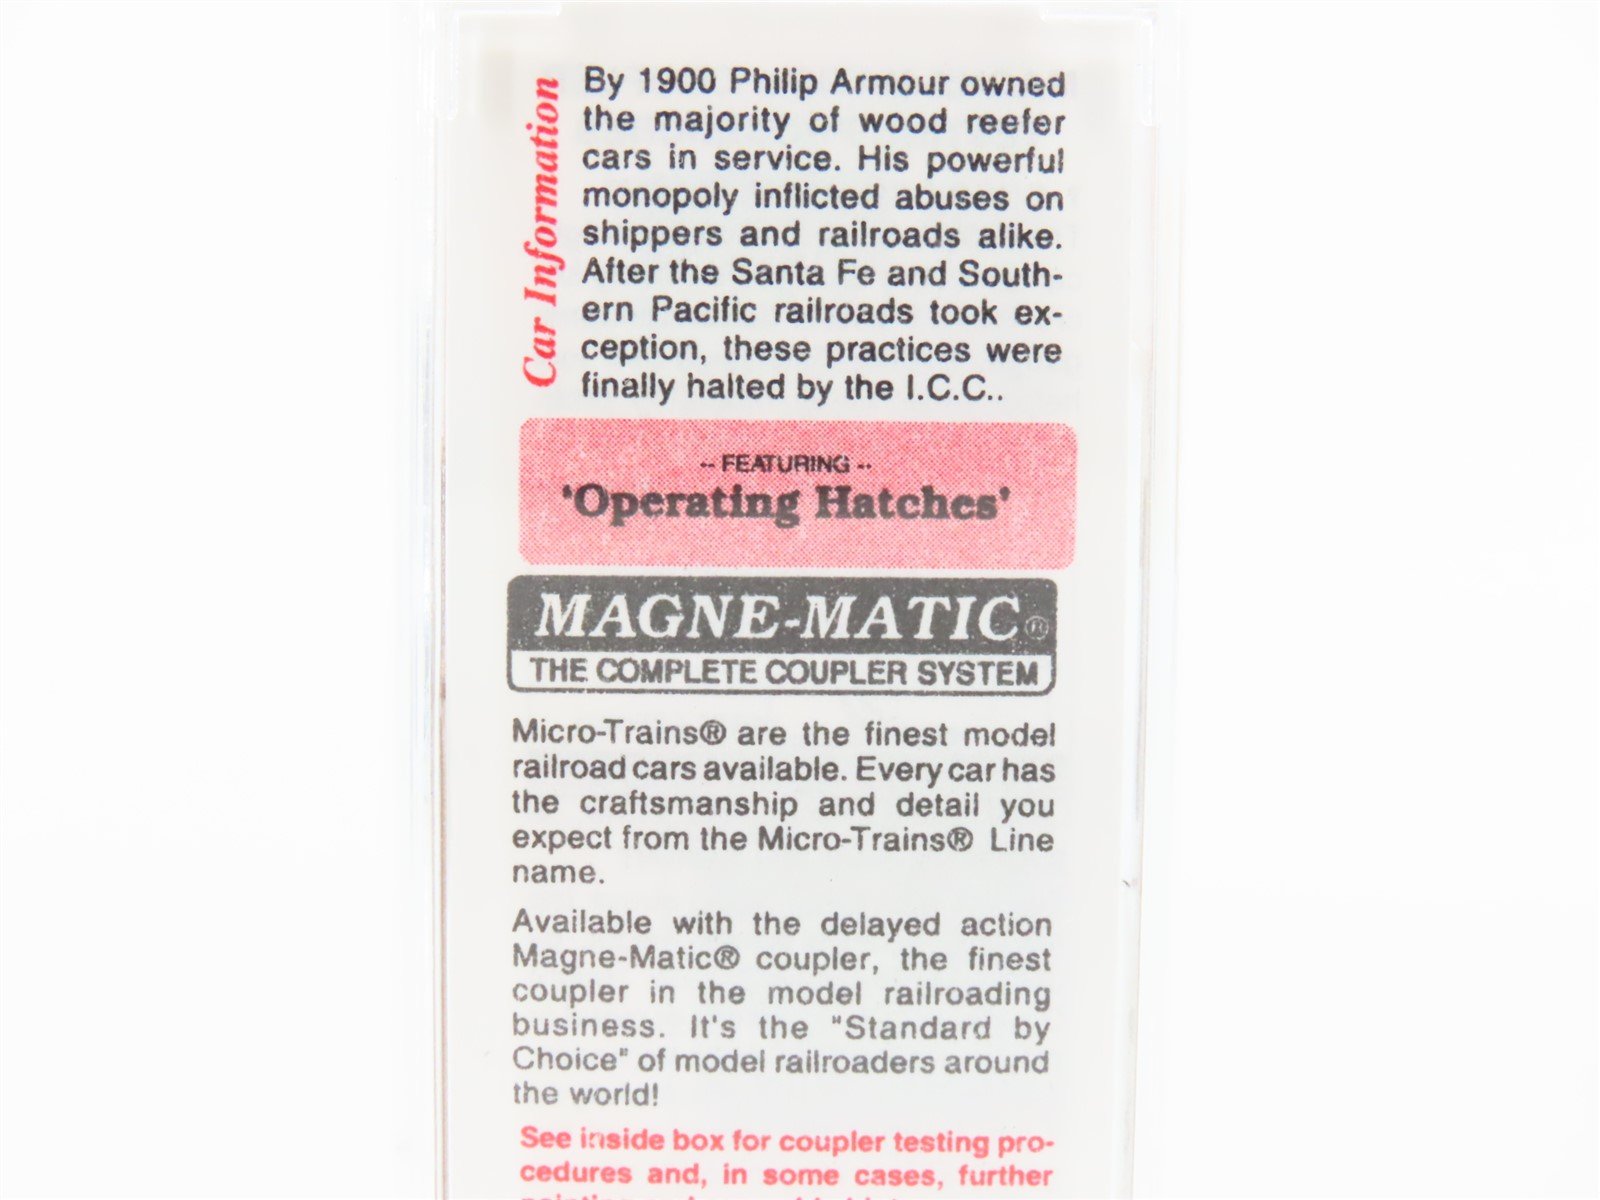 Car Information
By 1900 Philip Armour owned
the majority of wood reefer
cars in service. His powerful
monopoly inflicted abuses on
shippers and railroads alike.
After the Santa Fe and South-
ern Pacific railroads took ex-
ception, these practices were
finally halted by the I.C.C..
-- FEATURING --
'Operating Hatches'
MAGNE-MATIC®
THE COMPLETE COUPLER SYSTEM
Micro-Trains® are the finest model
railroad cars available. Every car has
the craftsmanship and detail you
expect from the Micro-Trains® Line
name.
Available with the delayed action
Magne-Matic® coupler, the finest
coupler in the model railroading
business. It's the "Standard by
Choice" of model railroaders around
the world!
See inside box for coupler testing pro-
cedures and, in some cases, further